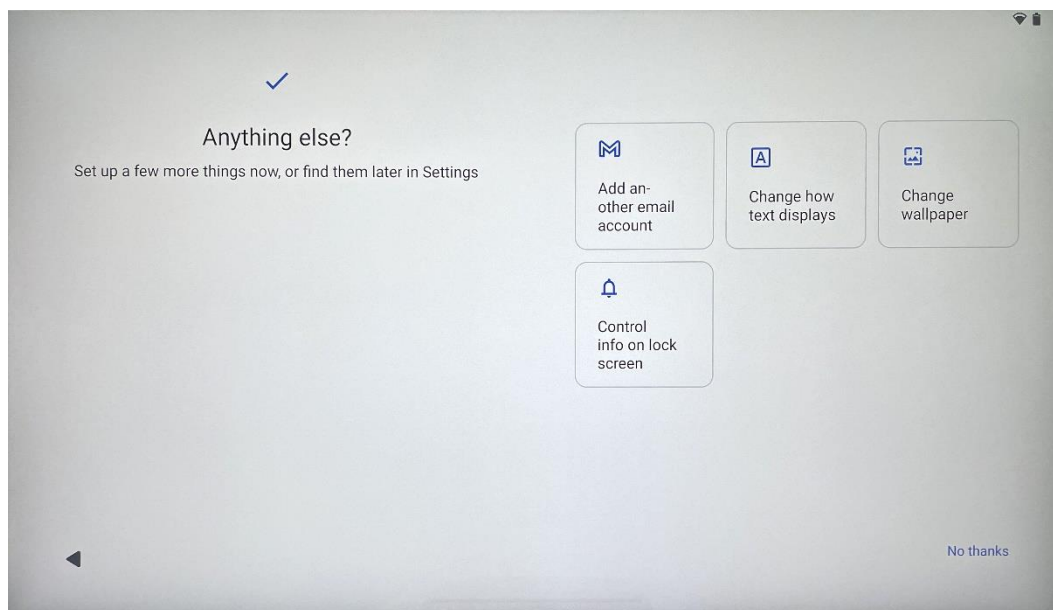 Anything else?
Set up a few more things now, or find them later in Settings
Add an-
other email
account
A
Change how
text displays
Change
wallpaper
Control
info on lock
screen
No thanks